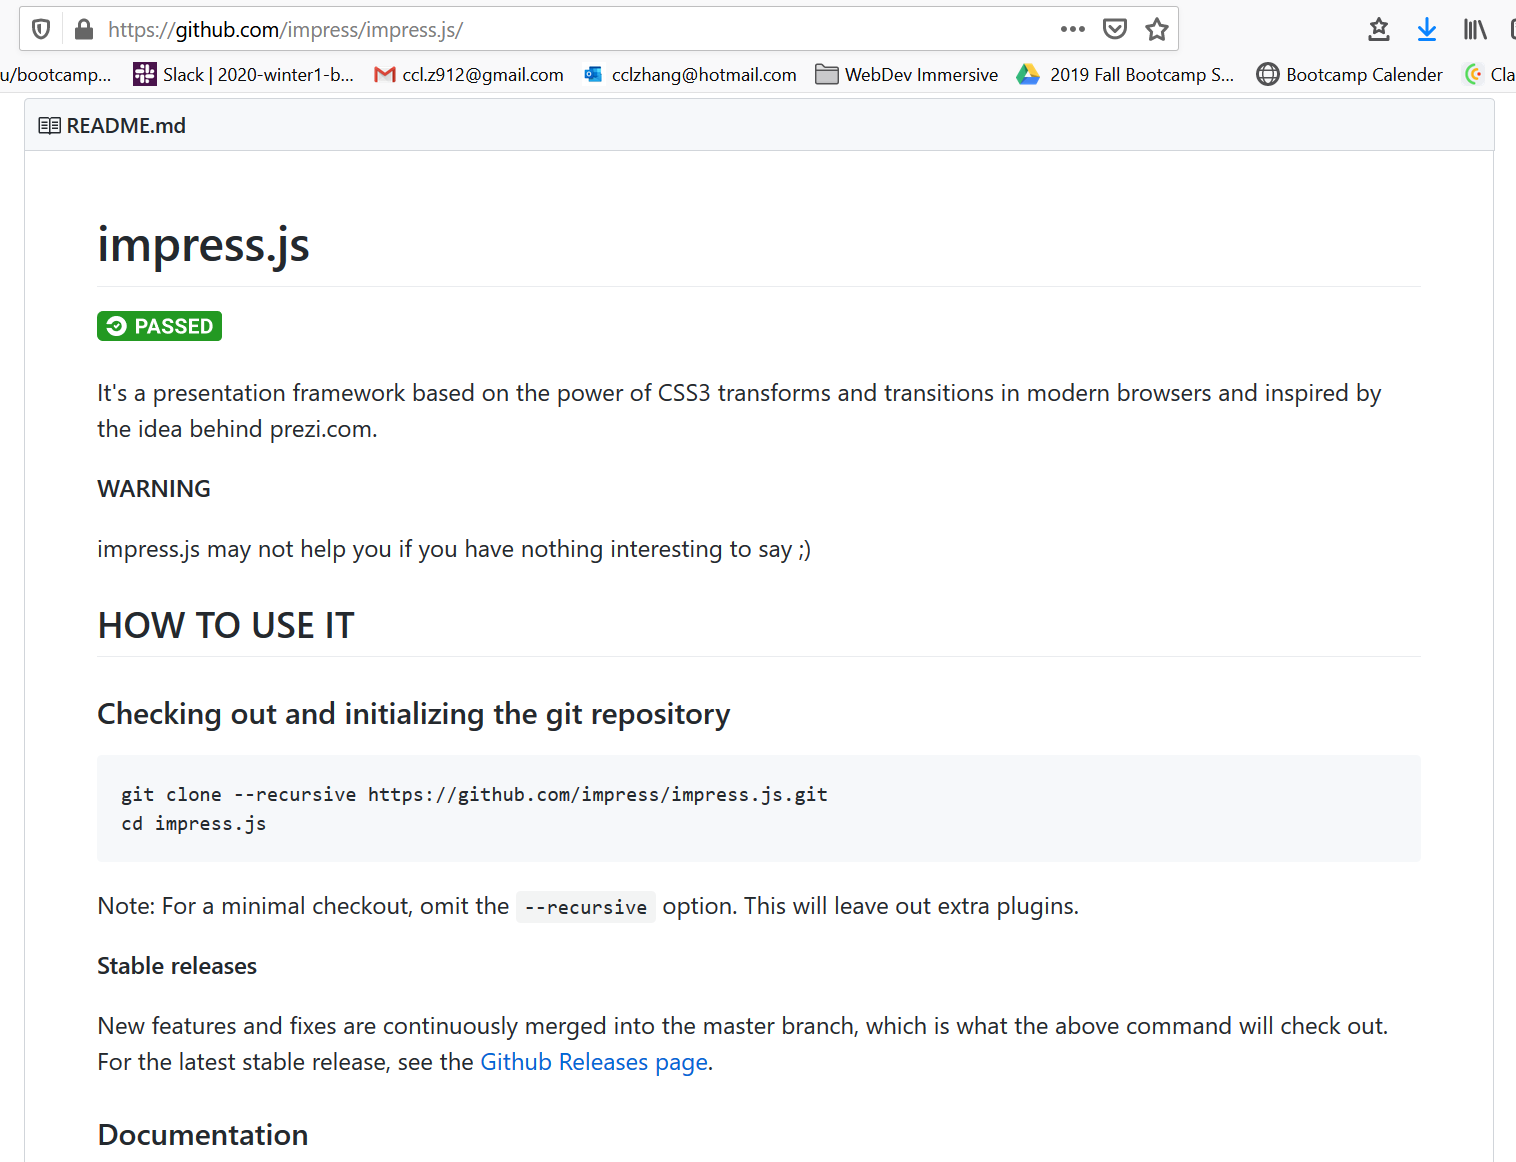 https://github.com/impress/impress.js/
u/bootcamp... Slack | 2020-winter1-b... ccl.z912@gmail.com cclzhang@hotmail.com WebDev Immersive 2019 Fall Bootcamp S... Bootcamp Calender Cla
README.md
impress.js
PASSED
It's a presentation framework based on the power of CSS3 transforms and transitions in modern browsers and inspired by
the idea behind prezi.com.
WARNING
impress.js may not help you if you have nothing interesting to say ;)
HOW TO USE IT
Checking out and initializing the git repository
git clone --recursive https://github.com/impress/impress.js.git
cd impress.js
Note: For a minimal checkout, omit the --recursive option. This will leave out extra plugins.
Stable releases
New features and fixes are continuously merged into the master branch, which is what the above command will check out.
For the latest stable release, see the Github Releases page.
Documentation